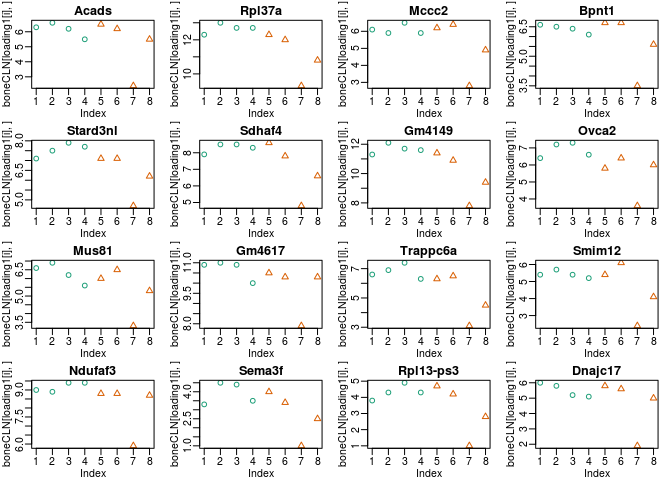 Acads
Rpl37a
Mccc2
Bpnt1
boneCLN[loading1[i], ]
3 4 5 6
1 2 3 4 5 6 7 8
Index
boneCLN[loading1[i], ]
10 12
1 2 3 4 5 6 7 8
Index
boneCLN[loading1[i], ]
3 4 5 6
1 2 3 4 5 6 7 8
Index
boneCLN[loading1[i], ]
3.5 5.0 6.5
1 2 3 4 5 6 7 8
Index
Stard3nl
Sdhaf4
Gm4149
Ovca2
boneCLN[loading1[i], ]
5.0 6.5 8.0
1 2 3 4 5 6 7 8
Index
boneCLN[loading1[i], ]
5 6 7 8
1 2 3 4 5 6 7 8
Index
boneCLN[loading1[i], ]
8 10 12
1 2 3 4 5 6 7 8
Index
boneCLN[loading1[i], ]
4 5 6 7
1 2 3 4 5 6 7 8
Index
Mus81
Gm4617
Trappc6a
Smim12
boneCLN[loading1[i], ]
3.5 5.0 6.5
1 2 3 4 5 6 7 8
Index
boneCLN[loading1[i], ]
8.0 9.5 11.0
1 2 3 4 5 6 7 8
Index
boneCLN[loading1[i], ]
3 4 5 6 7
1 2 3 4 5 6 7 8
Index
boneCLN[loading1[i], ]
3 4 5 6
1 2 3 4 5 6 7 8
Index
Ndufaf3
Sema3f
Rpl13-ps3
Dnajc17
boneCLN[loading1[i], ]
6.0 7.5 9.0
1 2 3 4 5 6 7 8
Index
boneCLN[loading1[i], ]
1.0 2.5 4.0
1 2 3 4 5 6 7 8
Index
boneCLN[loading1[i], ]
1 2 3 4 5
1 2 3 4 5 6 7 8
Index
boneCLN[loading1[i], ]
2 3 4 5 6
1 2 3 4 5 6 7 8
Index